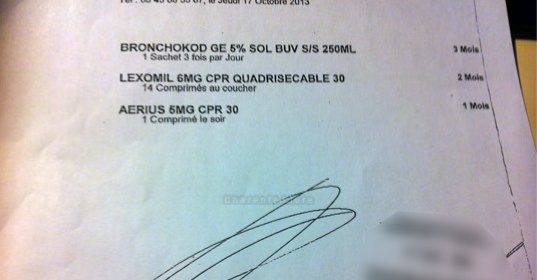 le Jeudi 17 Octobre 2013
BRONCHOKOD GE 5% SOL BUV S/S 250ML 3 Mois
1 Sachet 3 fois par Jour
LEXOMIL 6MG CPR QUADRISECABLE 30 2 Mois
14 Comprimés au coucher
AERIUS 5MG CPR 30 1 Mois
1 Comprimé le soir